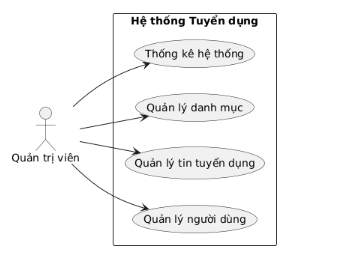 Hệ thống Tuyển dụng
Thống kê hệ thống
Quản lý danh mục
Quản trị viên
Quản lý tin tuyển dụng
Quản lý người dùng